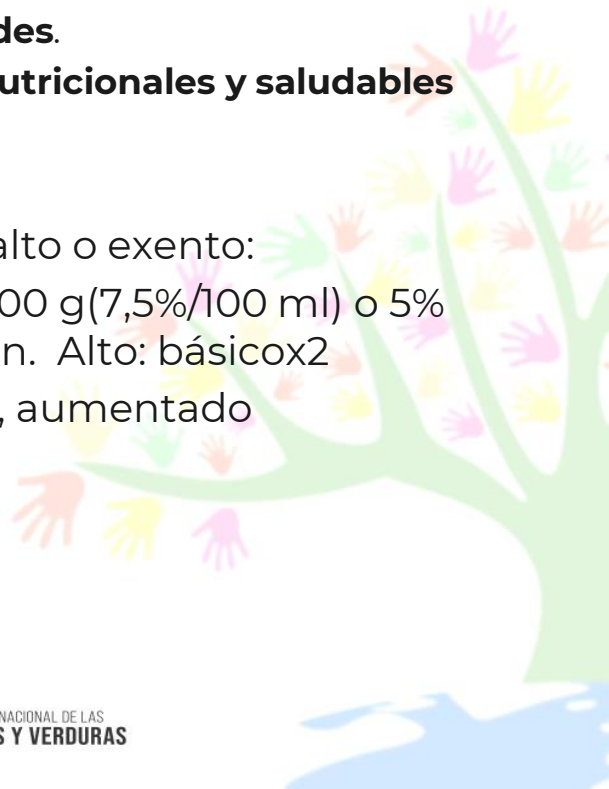 des.
utricionales y saludables
alto o exento:
00 g(7,5%/100 ml) o 5%
n.  Alto: básicox2
, aumentado
NACIONAL DE LAS
S Y VERDURAS